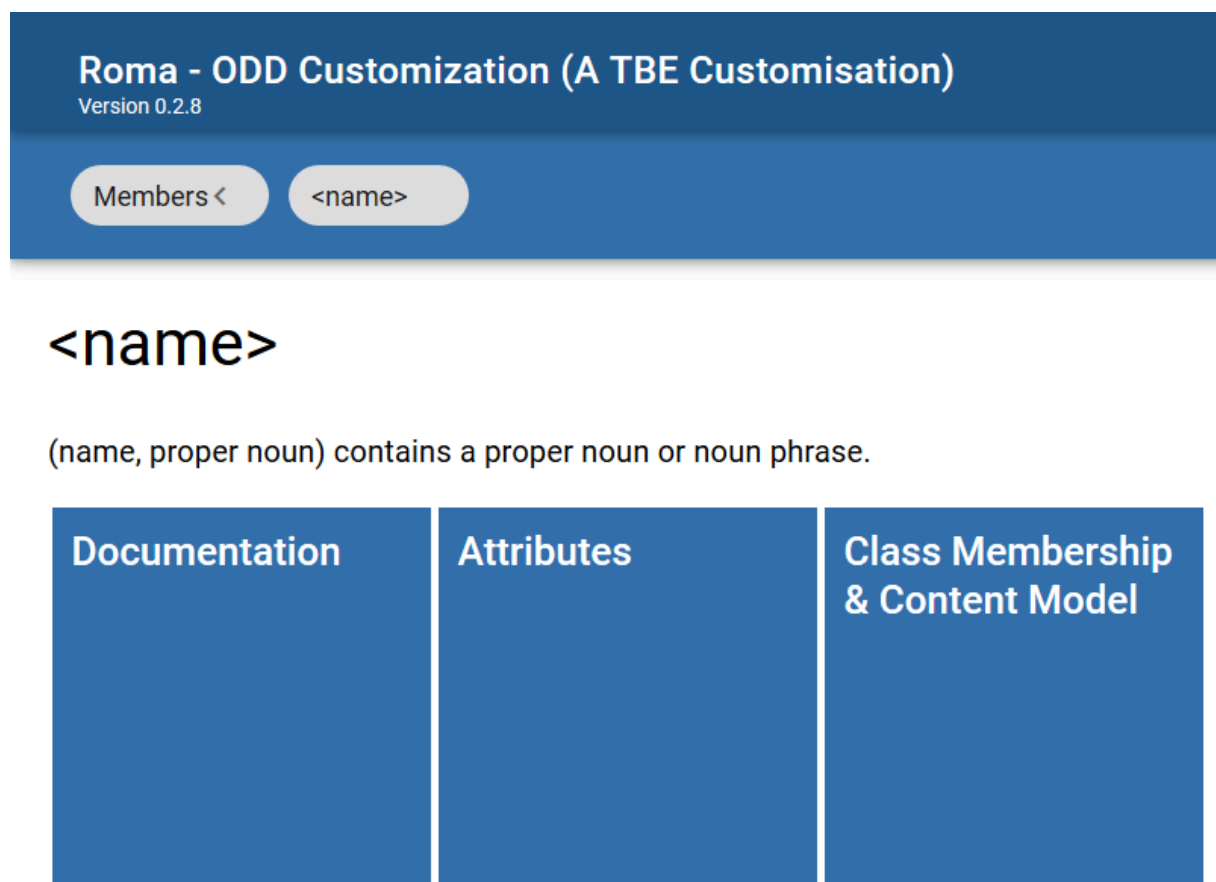 Roma - ODD Customization (A TBE Customisation)
Version 0.2.8
Members <name>
<name>
(name, proper noun) contains a proper noun or noun phrase.
Documentation
Attributes
Class Membership
& Content Model